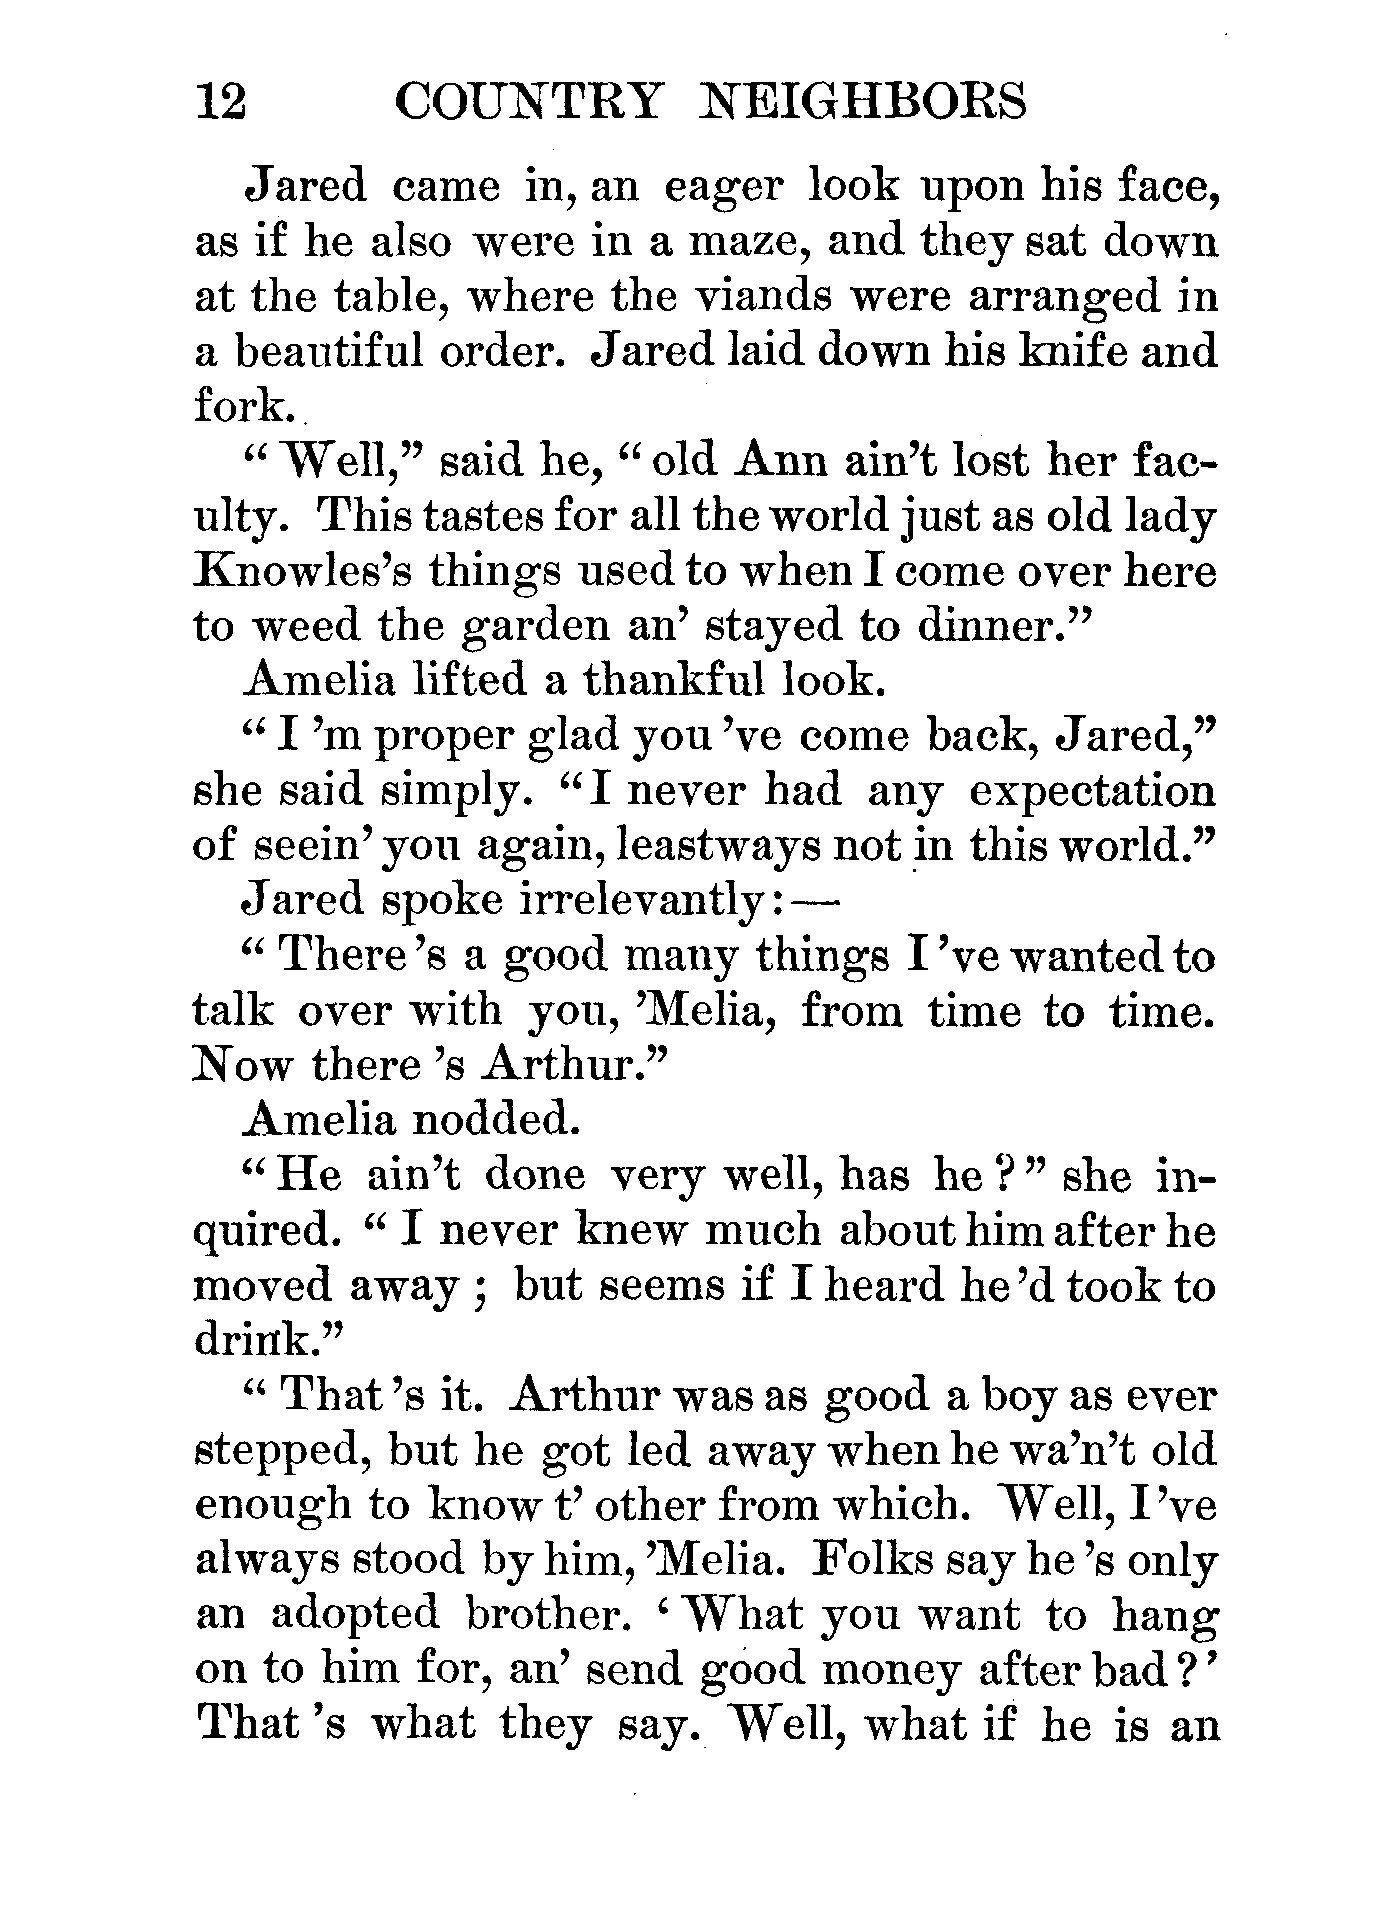 12 COUNTRY NEIGHBORS
Jared came in, an eager look upon his face,
as if he also were in a maze, and they sat down
at the table, where the viands were arranged in
a beautiful order. Jared laid down his knife and
fork.
“ Well,” said he, “ old Ann ain’t lost her fac-
ulty. This tastes for all the world just as old lady
Knowles’s things used to when I come over here
to weed the garden an’ stayed to dinner.”
Amelia lifted a thankful look.
“ I ’m proper glad you ’ve come back, Jared,”
she said simply. “ I never had any expectation
of seein’ you again, leastways not in this world.”
Jared spoke irrelevantly: —
“ There ’s a good many things I ’ve wanted to
talk over with you, ’Melia, from time to time.
Now there ’s Arthur.”
Amelia nodded.
“ He ain’t done very well, has he ? ” she in-
quired. “ I never knew much about him after he
moved away ; but seems if I heard he ’d took to
drink.”
“ That ’s it. Arthur was as good a boy as ever
stepped, but he got led away when he wa’n’t old
enough to know t’ other from which. Well, I ’ve
always stood by him, ’Melia. Folks say he ’s only
an adopted brother. ‘ What you want to hang
on to him for, an’ send good money after bad ? ’
That ’s what they say. Well, what if he is an